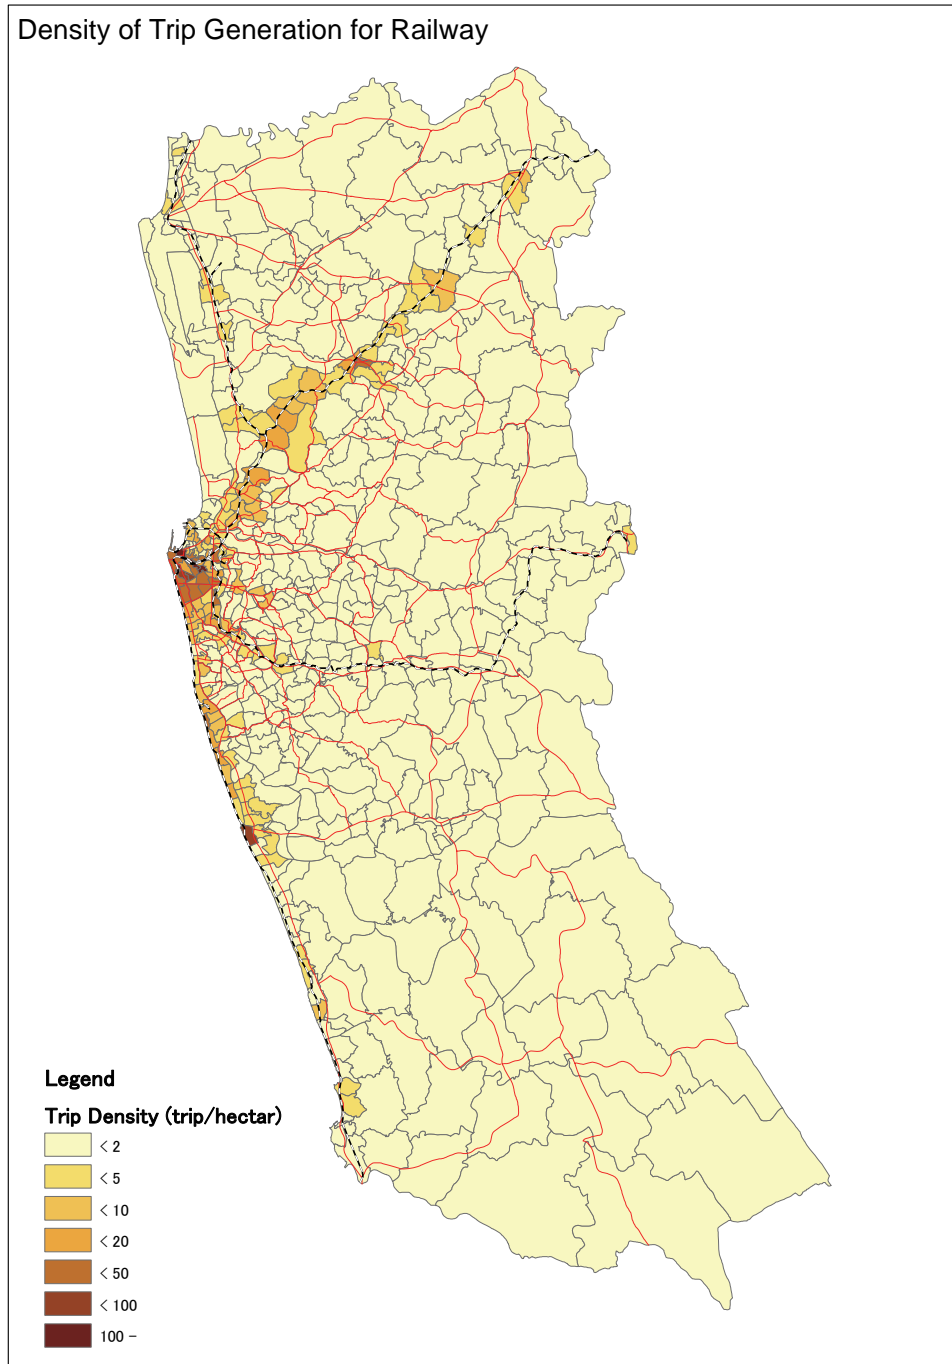 Density of Trip Generation for Railway
Legend
Trip Density (trip/hectar)
< 2
< 5
< 10
< 20
< 50
< 100
100 -